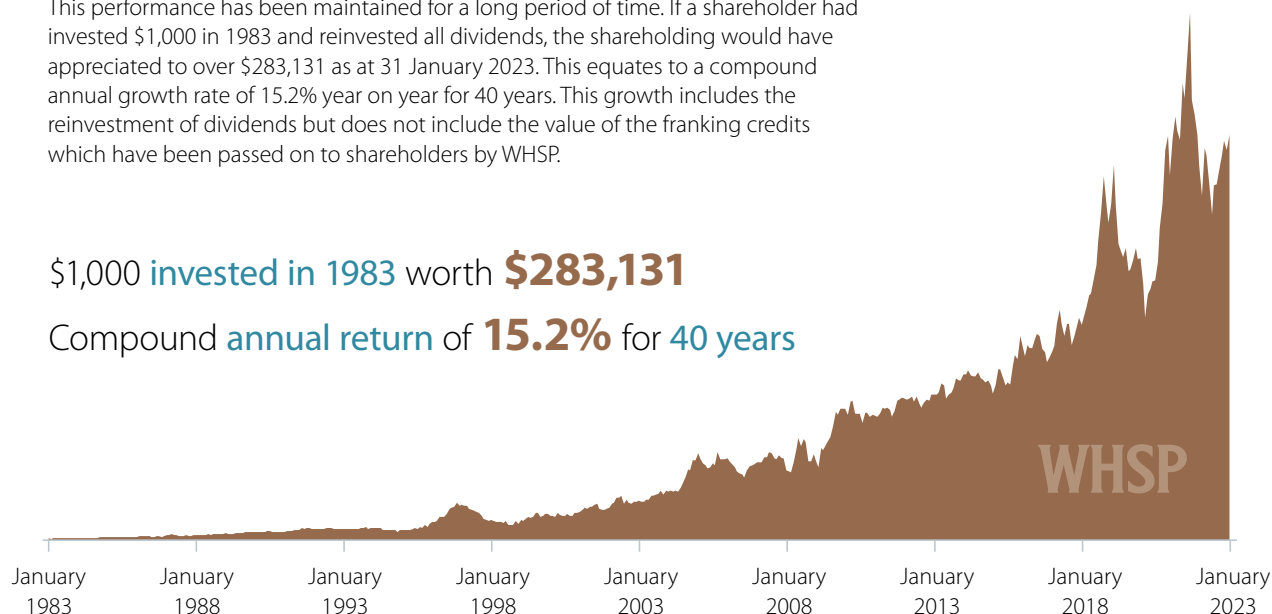 This performance has been maintained for a long period of time. If a shareholder had
invested $1,000 in 1983 and reinvested all dividends, the shareholding would have
appreciated to over $283,131 as at 31 January 2023. This equates to a compound
annual growth rate of 15.2% year on year for 40 years. This growth includes the
reinvestment of dividends but does not include the value of the franking credits
which have been passed on to shareholders by WHSP.
$1,000 invested in 1983 worth $283,131
Compound annual return of 15.2% for 40 years
WHSP
January January January January January January January January January
1983 1988 1993 1998 2003 2008 2013 2018 2023